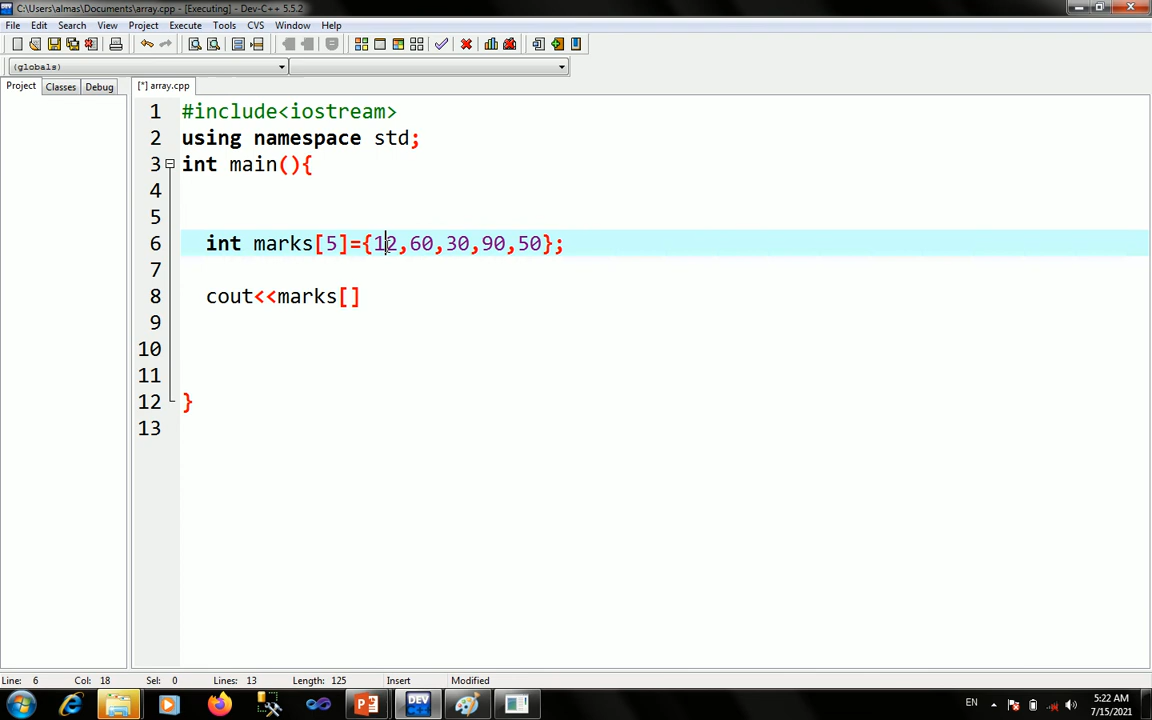 C:\Users\almas\Documents\array.cpp - [Executing] - Dev-C++ 5.5.2
File Edit Search View Project Execute Tools CVS Window Help
(globals)
Project Classes Debug [*] array.cpp
1 #include<iostream>
2 using namespace std;
3 int main(){
4
5
6 int marks[5]={12,60,30,90,50};
7
8 cout<<marks[]
9
10
11
12 }
13
Line: 6 Col: 18 Sel: 0 Lines: 13 Length: 125 Insert Modified
DEV
EN 5:22 AM
7/15/2021